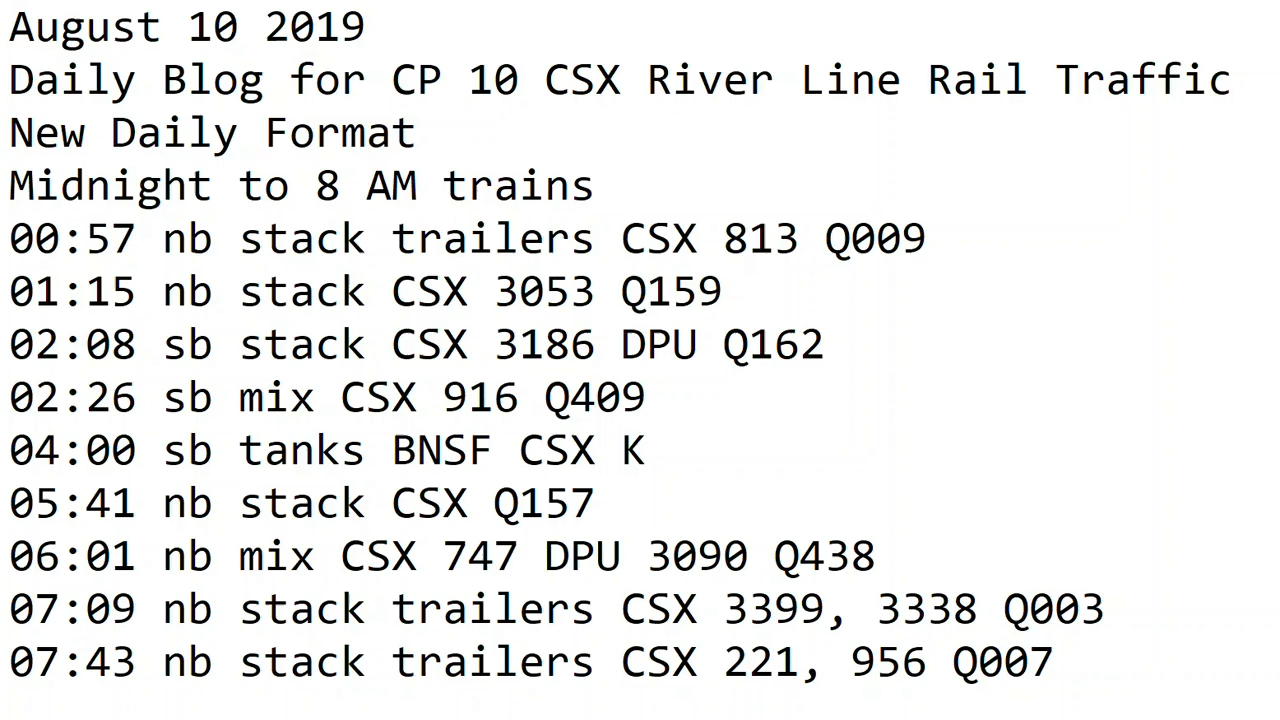 August 10 2019
Daily Blog for CP 10 CSX River Line Rail Traffic
New Daily Format
Midnight to 8 AM trains
00:57 nb stack trailers CSX 813 Q009
01:15 nb stack CSX 3053 Q159
02:08 sb stack CSX 3186 DPU Q162
02:26 sb mix CSX 916 Q409
04:00 sb tanks BNSF CSX K
05:41 nb stack CSX Q157
06:01 nb mix CSX 747 DPU 3090 Q438
07:09 nb stack trailers CSX 3399, 3338 Q003
07:43 nb stack trailers CSX 221, 956 Q007